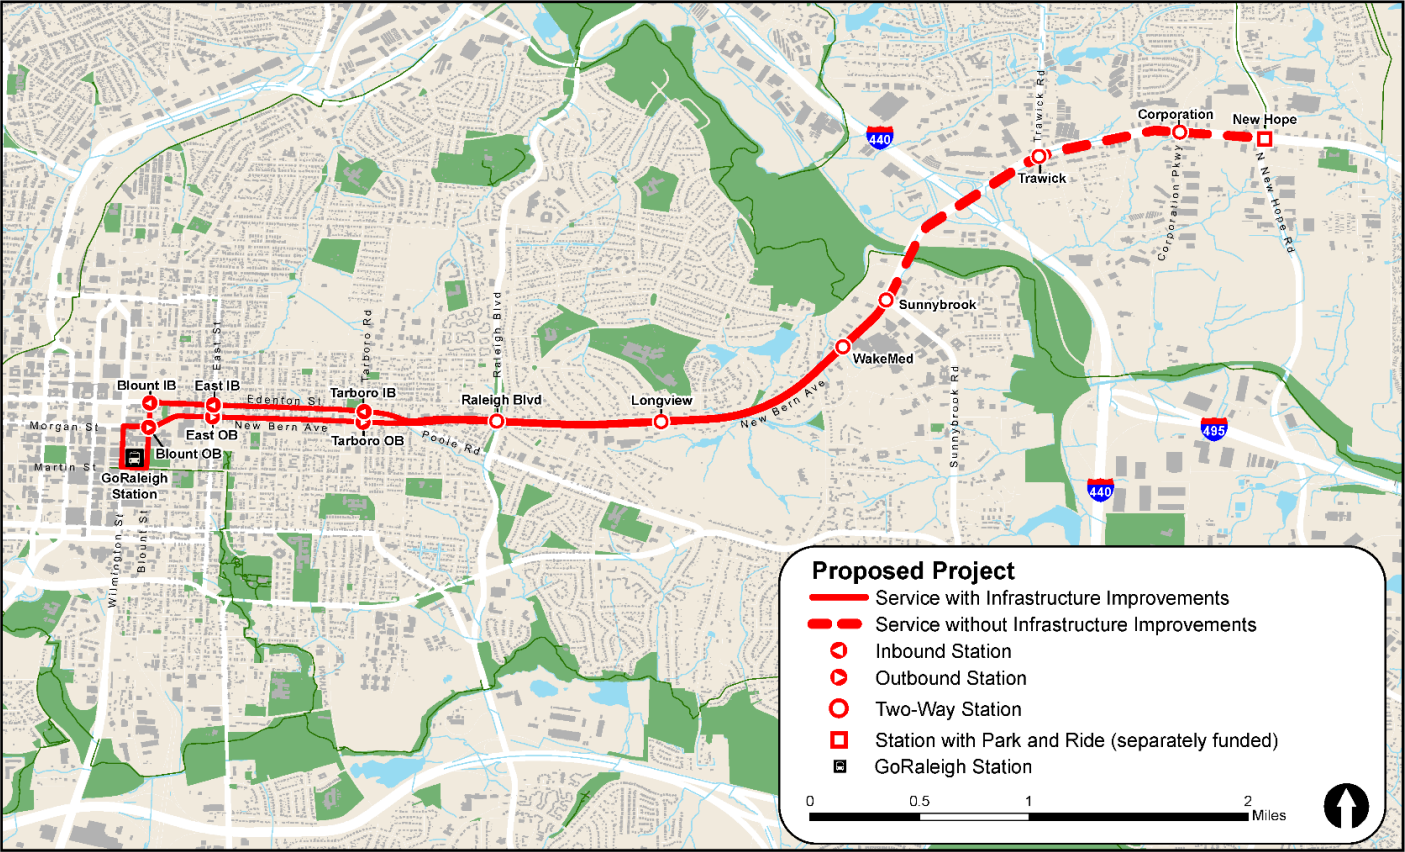 Trawick Rd
440
Corporation
New Hope
Trawick
Corporation Pkwy
N New Hope Rd
Sunnybrook
WakeMed
Raleigh Blvd
East St
Tarboro Rd
Blount IB
East IB
Edenton St
Tarboro IB
Raleigh Blvd
Longview
New Bern Ave
Sunnybrook Rd
Morgan St
East OB
New Bern Ave
Tarboro OB
Poole Rd
495
Blount OB
Martin St
GoRaleigh
Station
440
Wilmington St
Blount St
Proposed Project
Service with Infrastructure Improvements
Service without Infrastructure Improvements
Inbound Station
Outbound Station
Two-Way Station
Station with Park and Ride (separately funded)
GoRaleigh Station
0 0.5 1 2
Miles